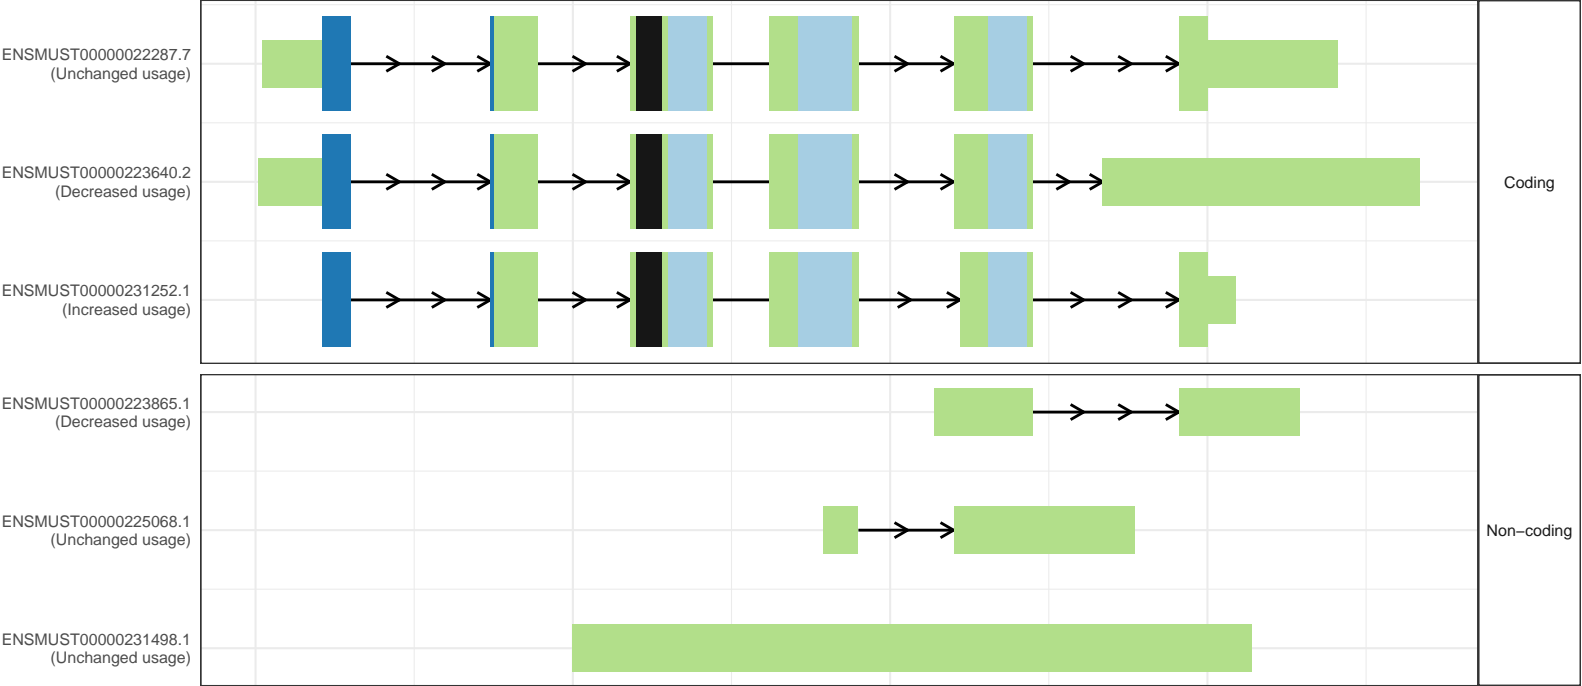 ENSMUST00000022287.7
(Unchanged usage)
ENSMUST00000223640.2
(Decreased usage)
Coding
ENSMUST00000231252.1
(Increased usage)
ENSMUST00000223865.1
(Decreased usage)
ENSMUST00000225068.1
(Unchanged usage)
Non−coding
ENSMUST00000231498.1
(Unchanged usage)